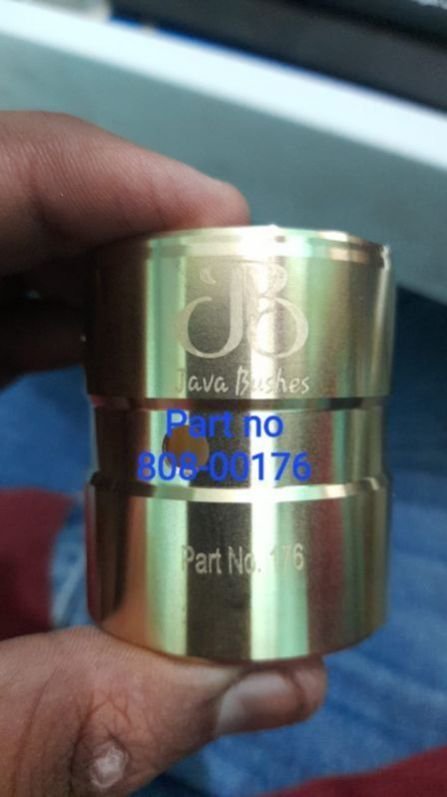 JB
Java Bushes
Part no
808-00176
Part No. 176